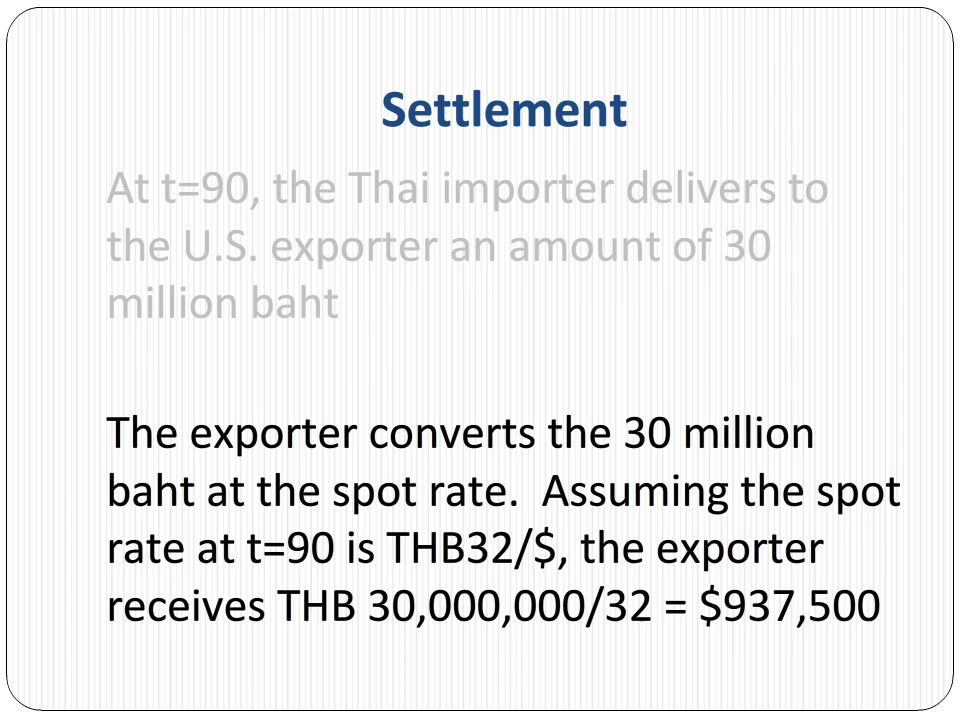 Settlement
At t=90, the Thai importer delivers to
the U.S. exporter an amount of 30
million baht
The exporter converts the 30 million
baht at the spot rate.  Assuming the spot
rate at t=90 is THB32/$, the exporter
receives THB 30,000,000/32 = $937,500